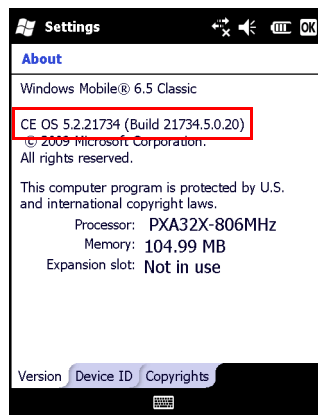 Settings
OK
About
Windows Mobile® 6.5 Classic
CE OS 5.2.21734 (Build 21734.5.0.20)
© 2009 Microsoft Corporation.
All rights reserved.
This computer program is protected by U.S.
and international copyright laws.
Processor: PXA32X-806MHz
Memory: 104.99 MB
Expansion slot: Not in use
Version Device ID Copyrights